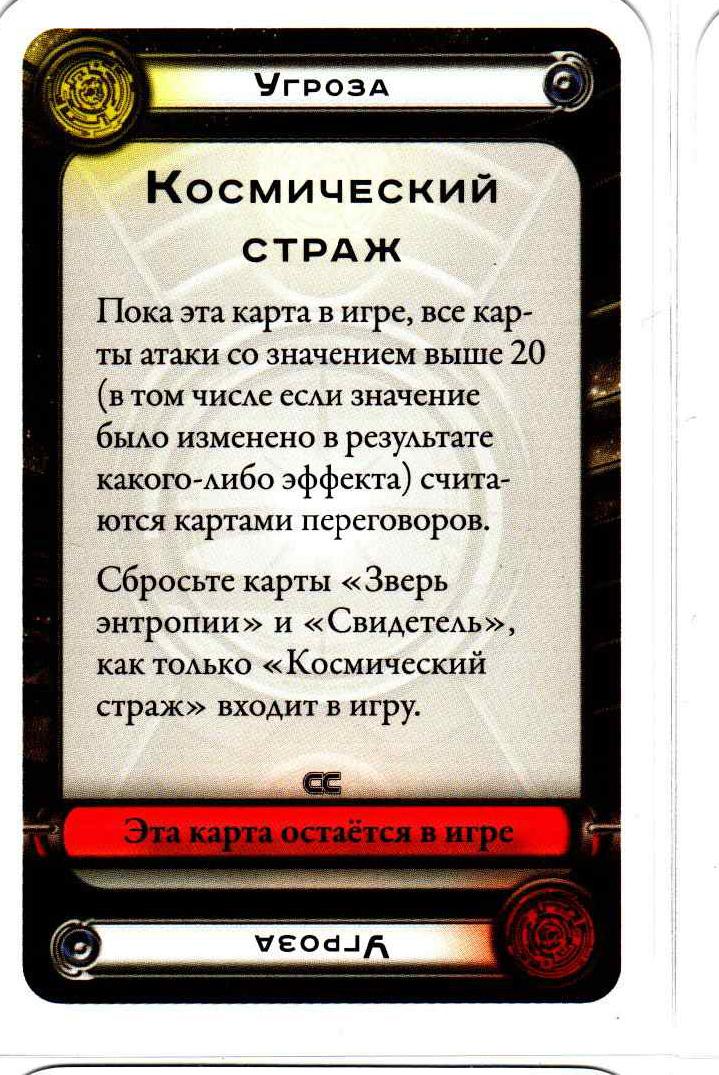 Угроза
Космический
страж
Пока эта карта в игре, все кар-
ты атаки со значением выше 20
(в том числе если значение
было изменено в результате
какого-либо эффекта) счита-
ются картами переговоров.
Сбросьте карты «Зверь
энтропии» и «Свидетель»,
как только «Космический
страж» входит в игру.
CC
Эта карта остаётся в игре
Угроза